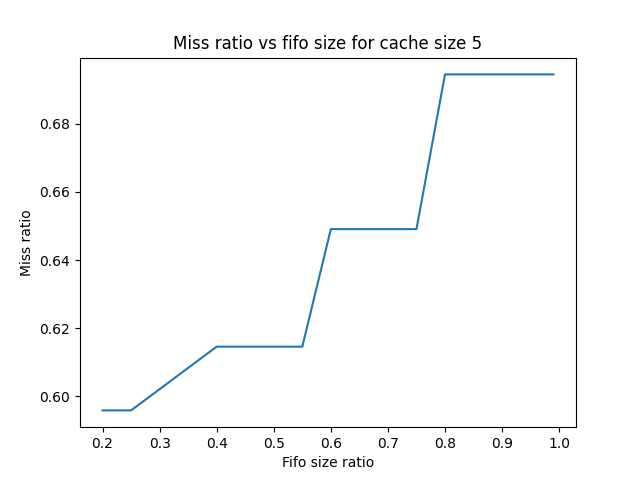 Miss ratio vs fifo size for cache size 5
Miss ratio
0.68
0.66
0.64
0.62
0.60
0.2 0.3 0.4 0.5 0.6 0.7 0.8 0.9 1.0
Fifo size ratio